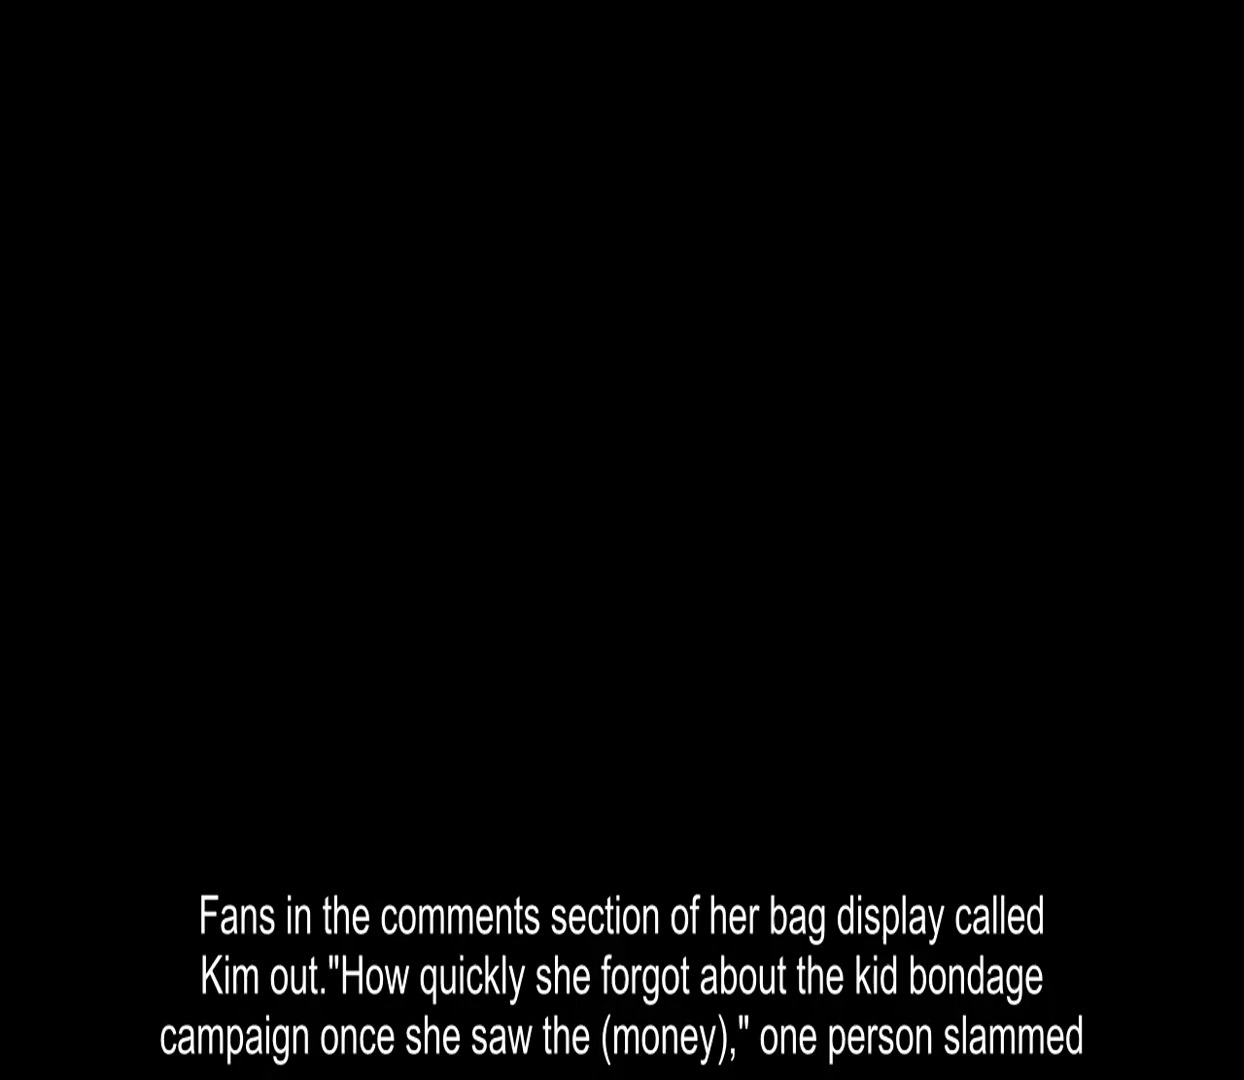 Fans in the comments section of her bag display called
Kim out."How quickly she forgot about the kid bondage
campaign once she saw the (money)," one person slammed